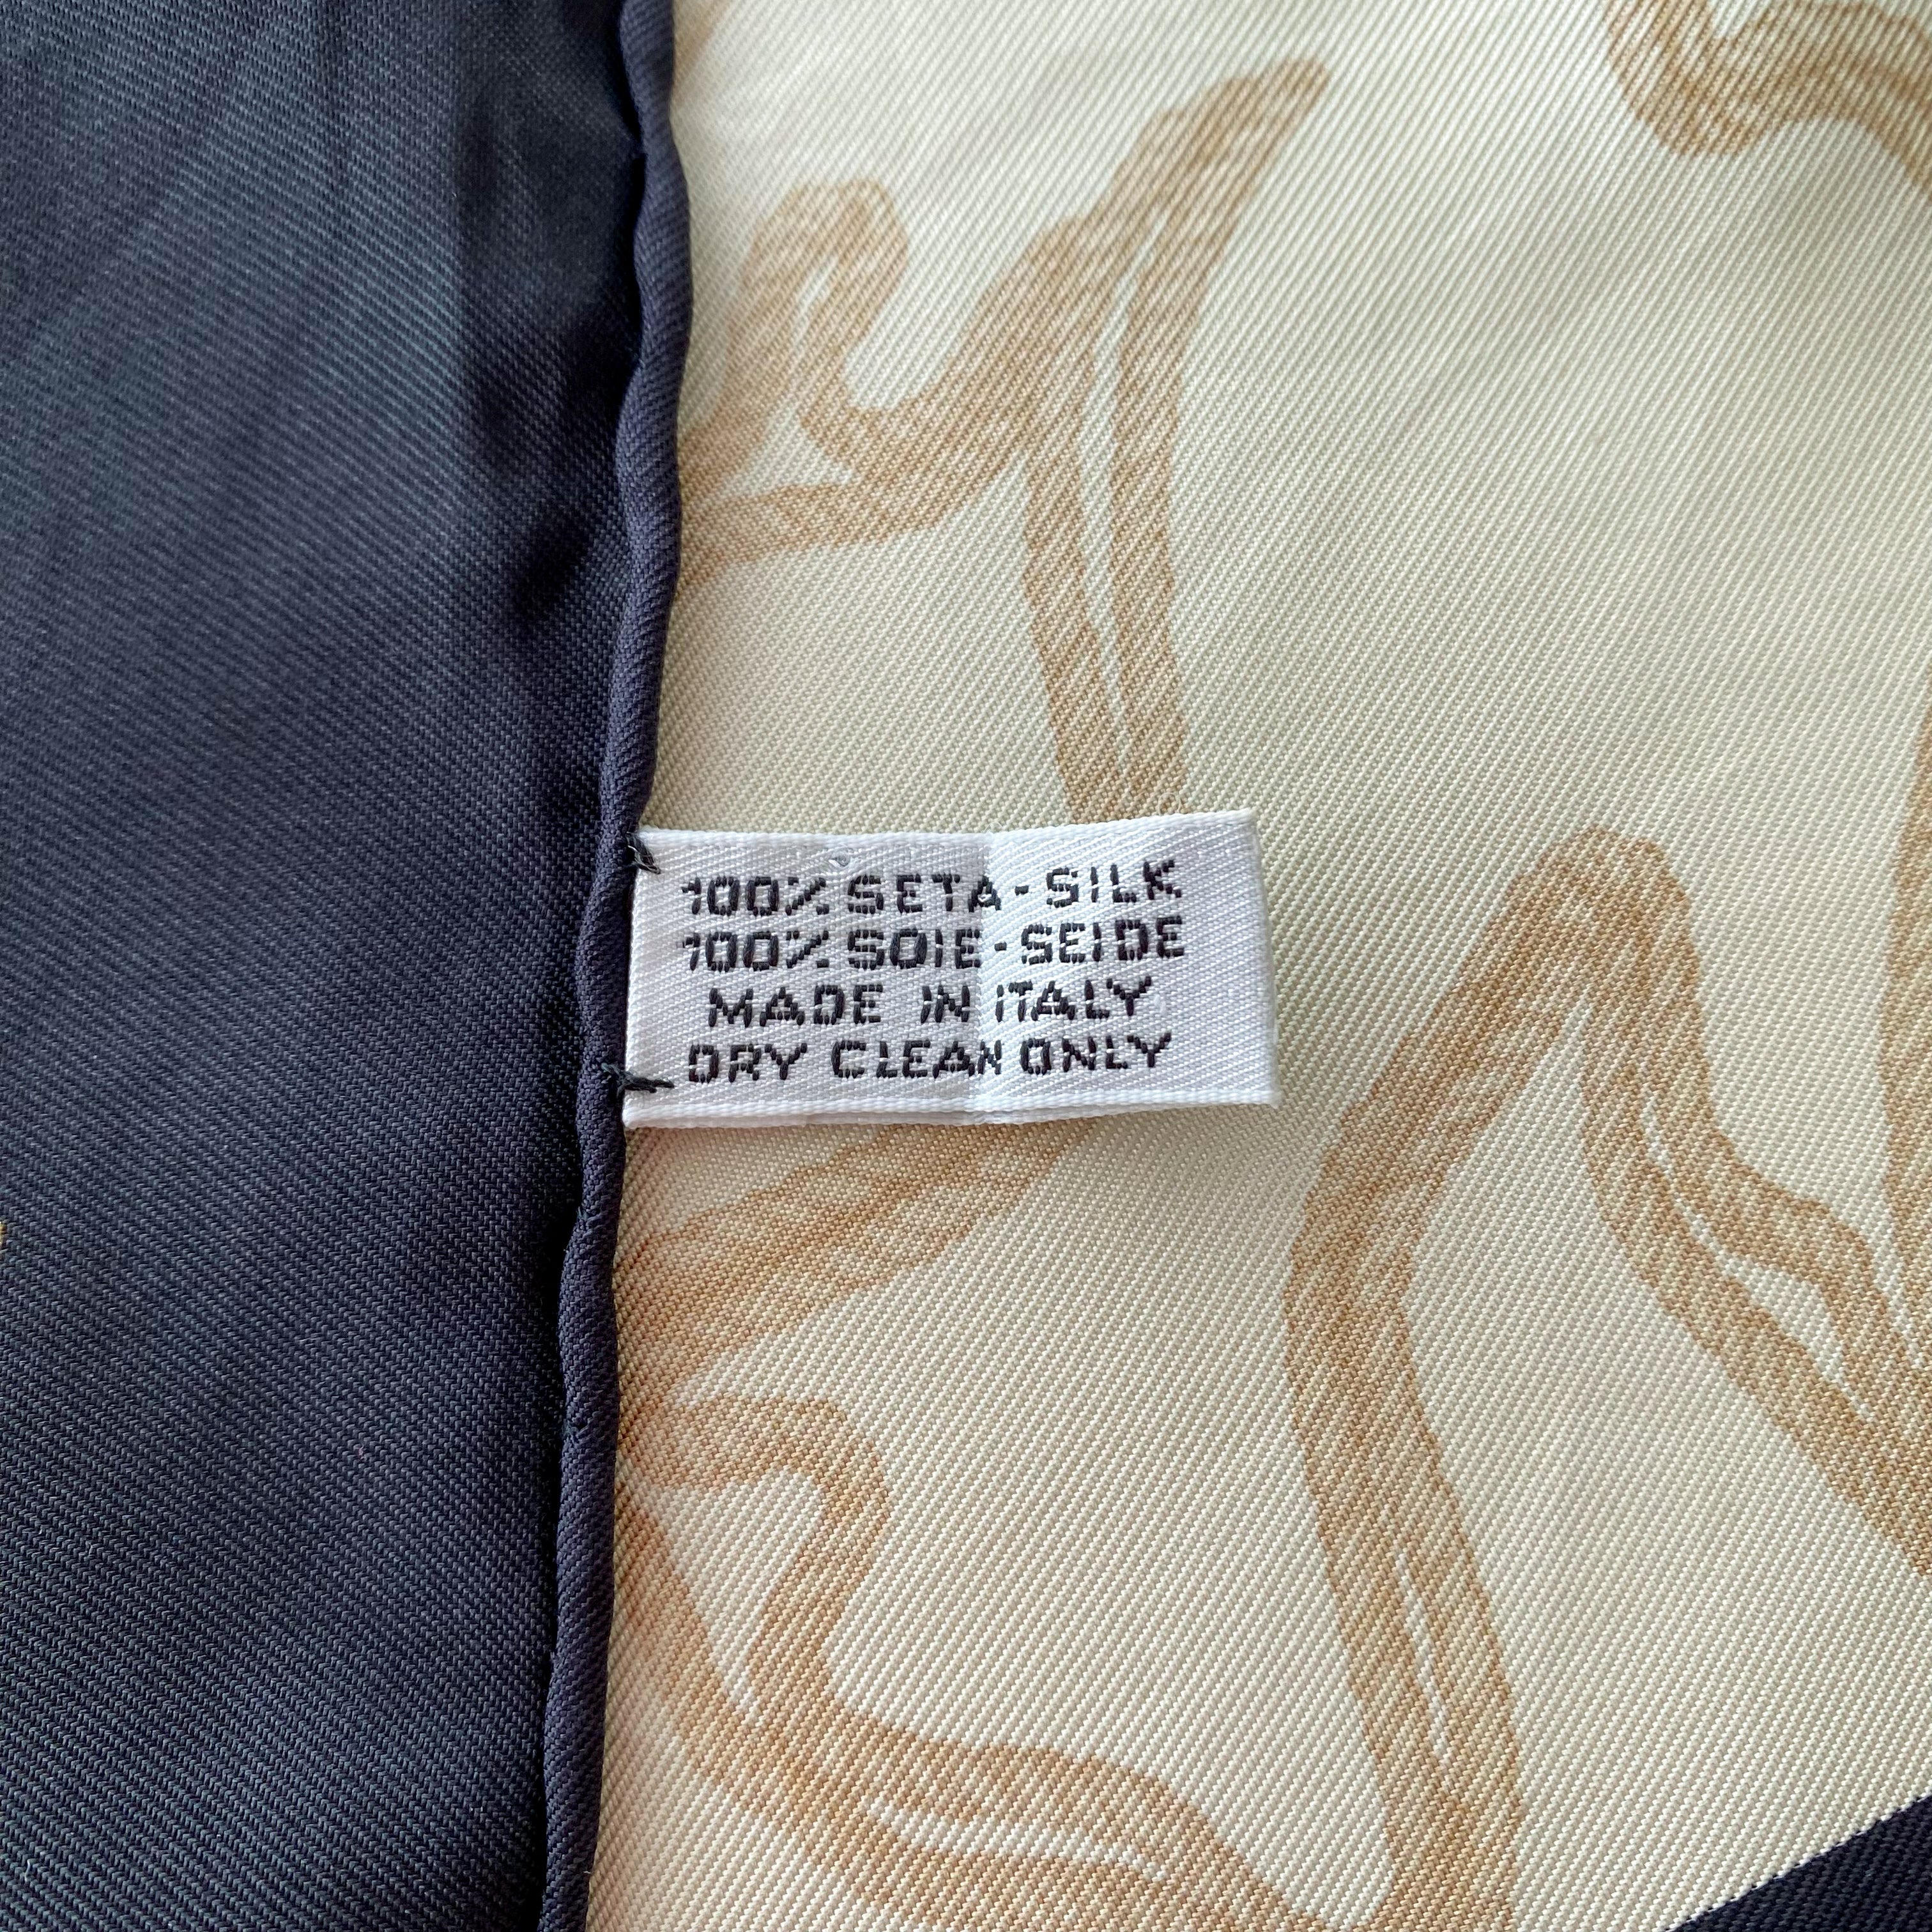 100% SETA - SILK
100% SOIE - SEIDE
MADE IN ITALY
DRY CLEAN ONLY